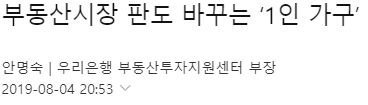 부동산시장 판도 바꾸는 ‘1인 가구’
안명숙 | 우리은행 부동산투자지원센터 부장
2019-08-04 20:53